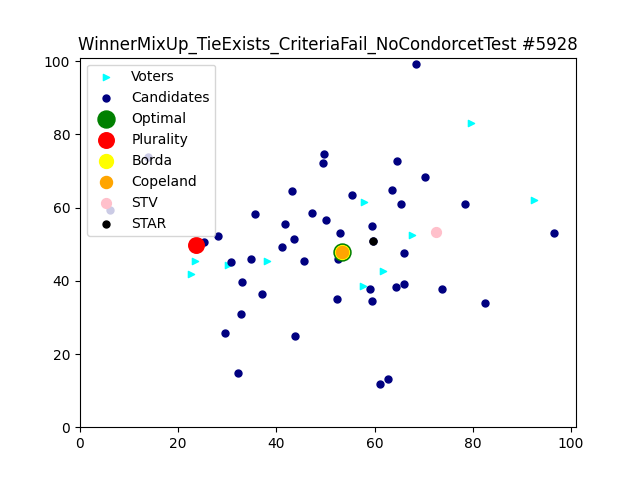 WinnerMixUp_TieExists_CriteriaFail_NoCondorcetTest #5928
100
80
60
40
20
0
Voters
Candidates
Optimal
Plurality
Borda
Copeland
STV
STAR
0 20 40 60 80 100